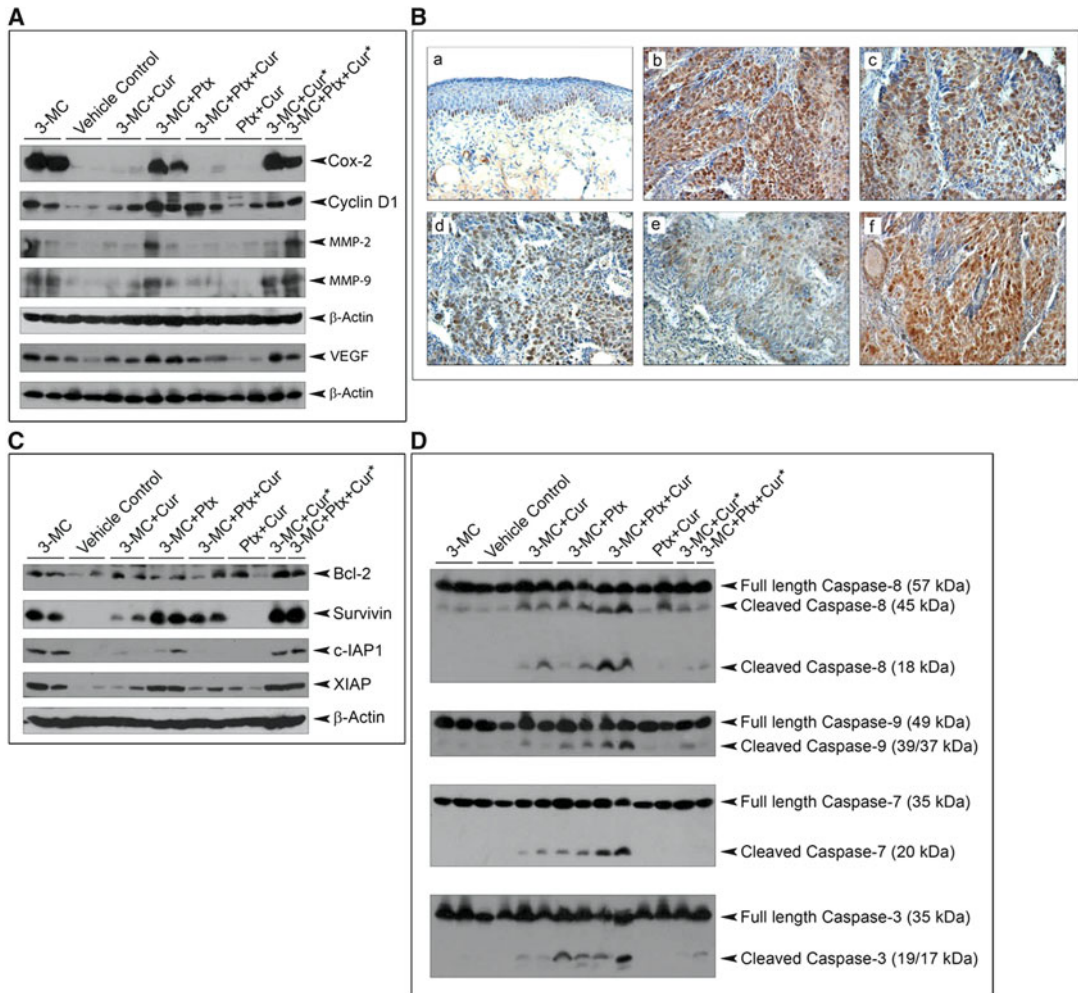 A
3-MC
Vehicle Control
3-MC+Cur
3-MC+Ptx
3-MC+Ptx+Cur
Ptx+Cur
3-MC+Cur*
3-MC+Ptx+Cur*
Cox-2
Cyclin D1
MMP-2
MMP-9
β-Actin
VEGF
β-Actin
B
a
b
c
d
e
f
C
3-MC
Vehicle Control
3-MC+Cur
3-MC+Ptx
3-MC+Ptx+Cur
Ptx+Cur
3-MC+Cur*
3-MC+Ptx+Cur*
Bcl-2
Survivin
c-IAP1
XIAP
β-Actin
D
3-MC
Vehicle Control
3-MC+Cur
3-MC+Ptx
3-MC+Ptx+Cur
Ptx+Cur
3-MC+Cur*
3-MC+Ptx+Cur*
Full length Caspase-8 (57 kDa)
Cleaved Caspase-8 (45 kDa)
Cleaved Caspase-8 (18 kDa)
Full length Caspase-9 (49 kDa)
Cleaved Caspase-9 (39/37 kDa)
Full length Caspase-7 (35 kDa)
Cleaved Caspase-7 (20 kDa)
Full length Caspase-3 (35 kDa)
Cleaved Caspase-3 (19/17 kDa)